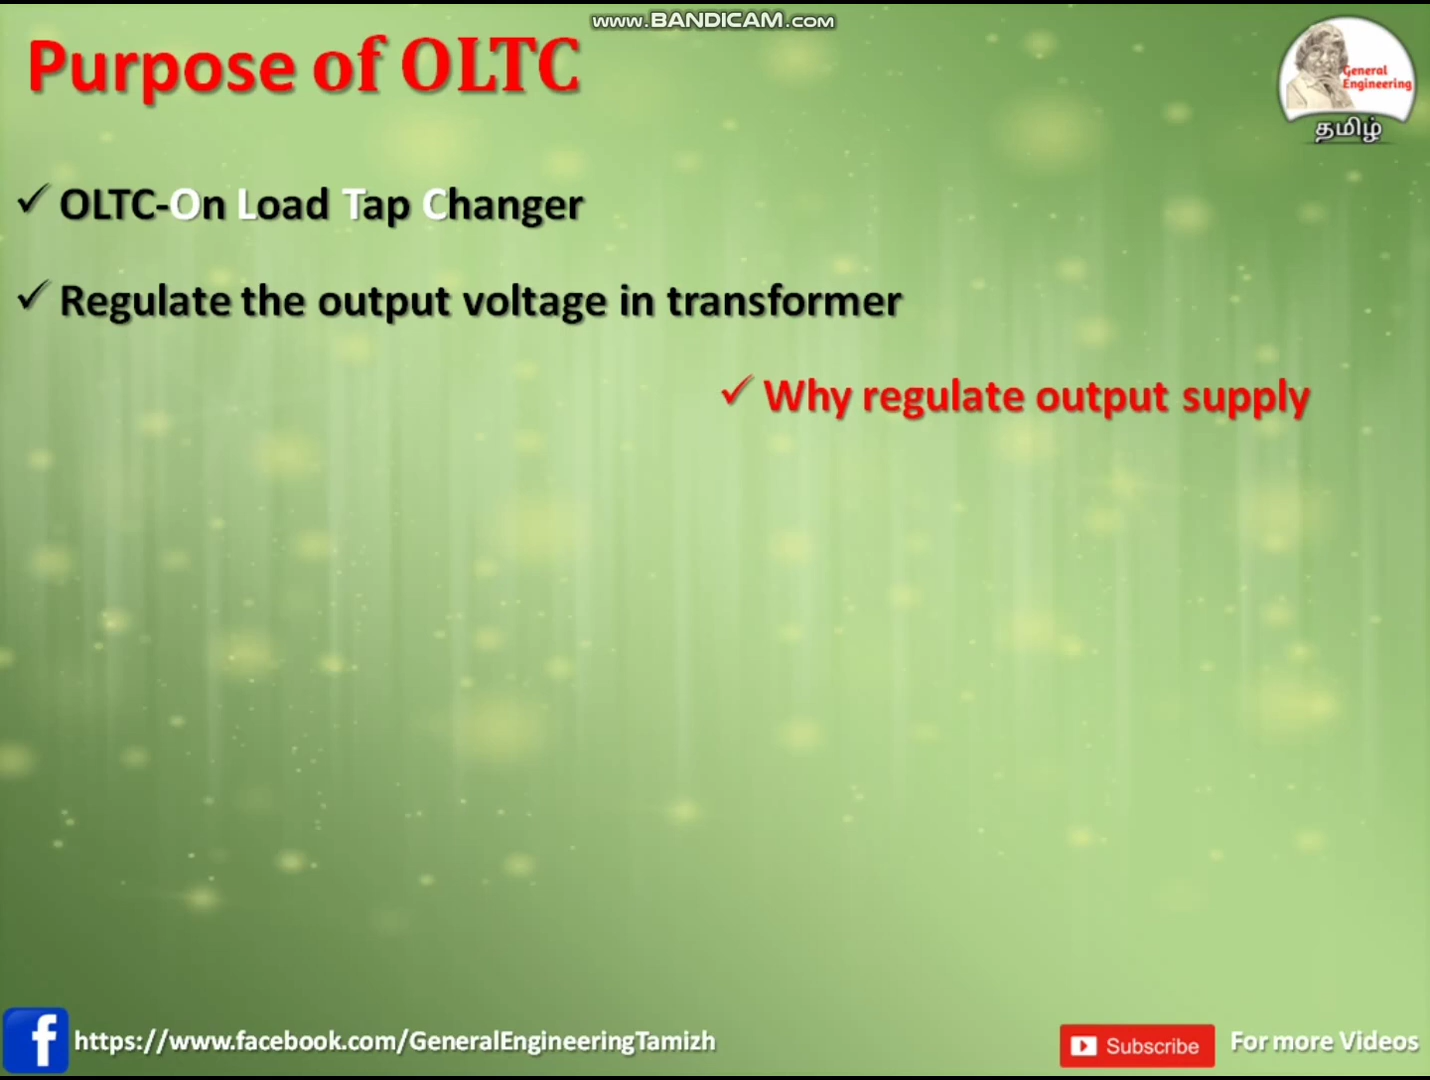 www.BANDICAM.com
Purpose of OLTC
General
Engineering
தமிழ்
✓ OLTC-On Load Tap Changer
✓ Regulate the output voltage in transformer
✓ Why regulate output supply
f https://www.facebook.com/GeneralEngineeringTamizh
Subscribe For more Videos